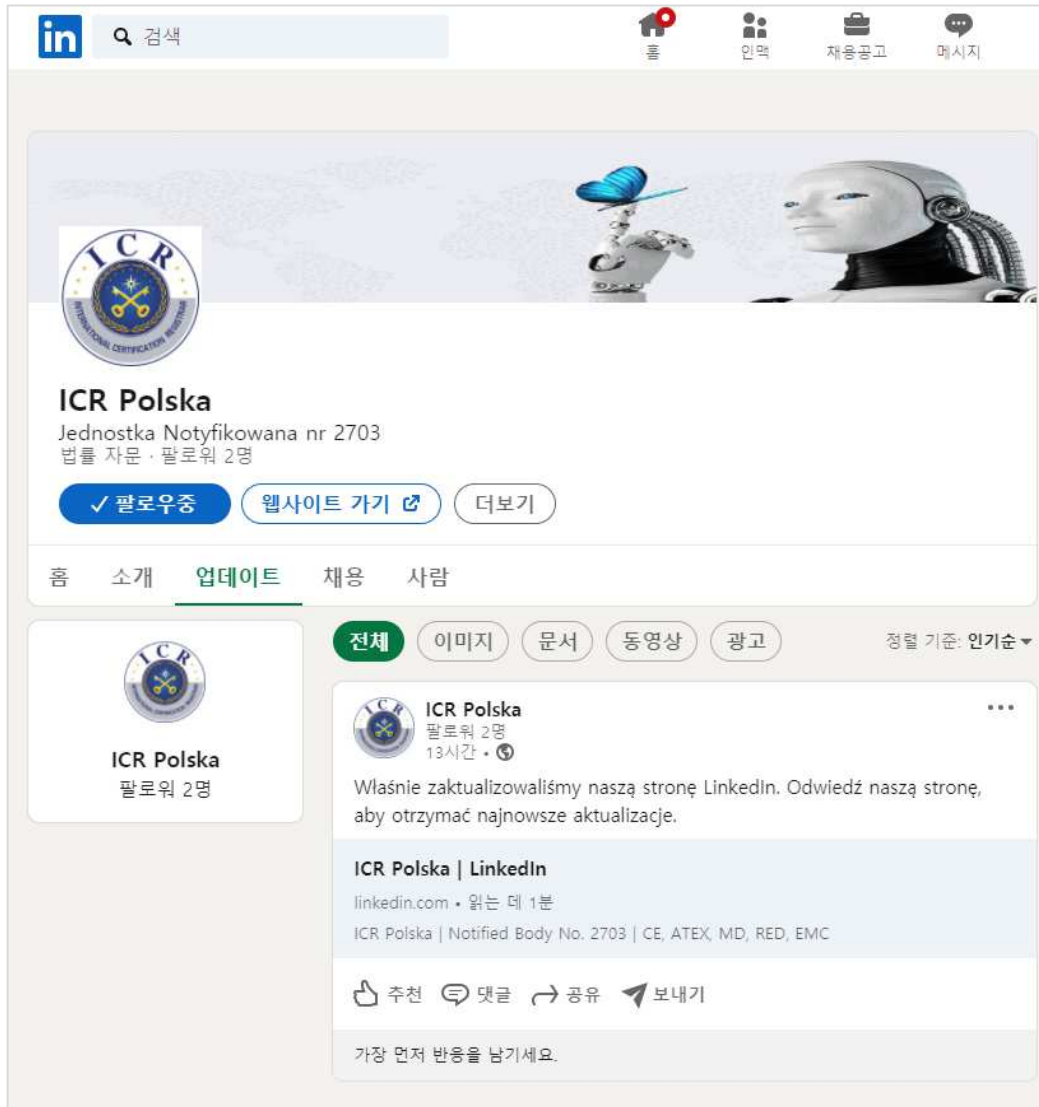 in 검색
홈 인맥 채용공고 메시지
ICR
INTERNATIONAL CERTIFICATION REGISTRAR
ICR Polska
Jednostka Notyfikowana nr 2703
법률 자문 · 팔로워 2명
✓ 팔로우중 웹사이트 가기 더보기
홈 소개 업데이트 채용 사람
전체 이미지 문서 동영상 광고 정렬 기준: 인기순
ICR
INTERNATIONAL CERTIFICATION REGISTRAR
ICR Polska
팔로워 2명
ICR
ICR Polska
팔로워 2명
13시간 •
Właśnie zaktualizowaliśmy naszą stronę LinkedIn. Odwiedź naszą stronę,
aby otrzymać najnowsze aktualizacje.
ICR Polska | LinkedIn
linkedin.com • 읽는 데 1분
ICR Polska | Notified Body No. 2703 | CE, ATEX, MD, RED, EMC
추천 댓글 공유 보내기
가장 먼저 반응을 남기세요.